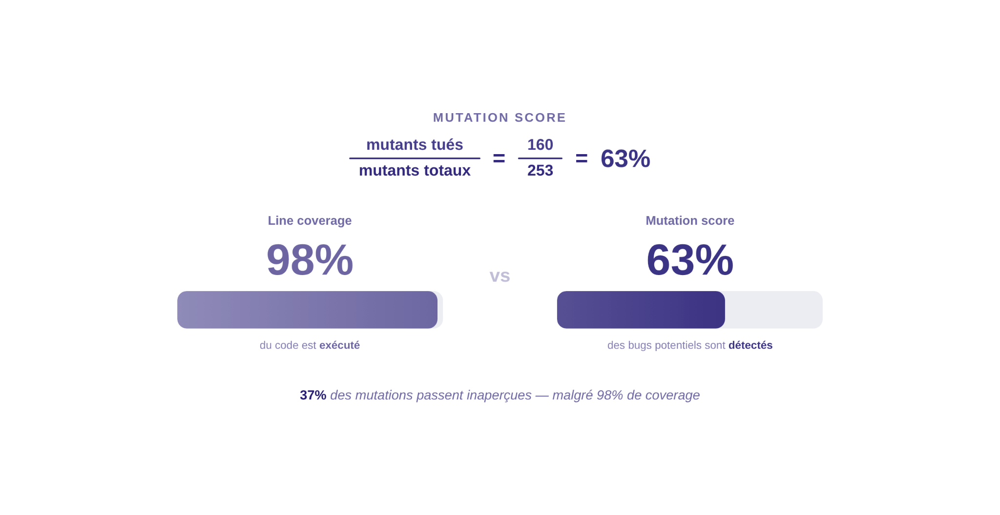 MUTATION SCORE
mutants tués
mutants totaux
=
160
253
=
63%
Line coverage
98%
du code est exécuté
vs
Mutation score
63%
des bugs potentiels sont détectés
37% des mutations passent inaperçues — malgré 98% de coverage